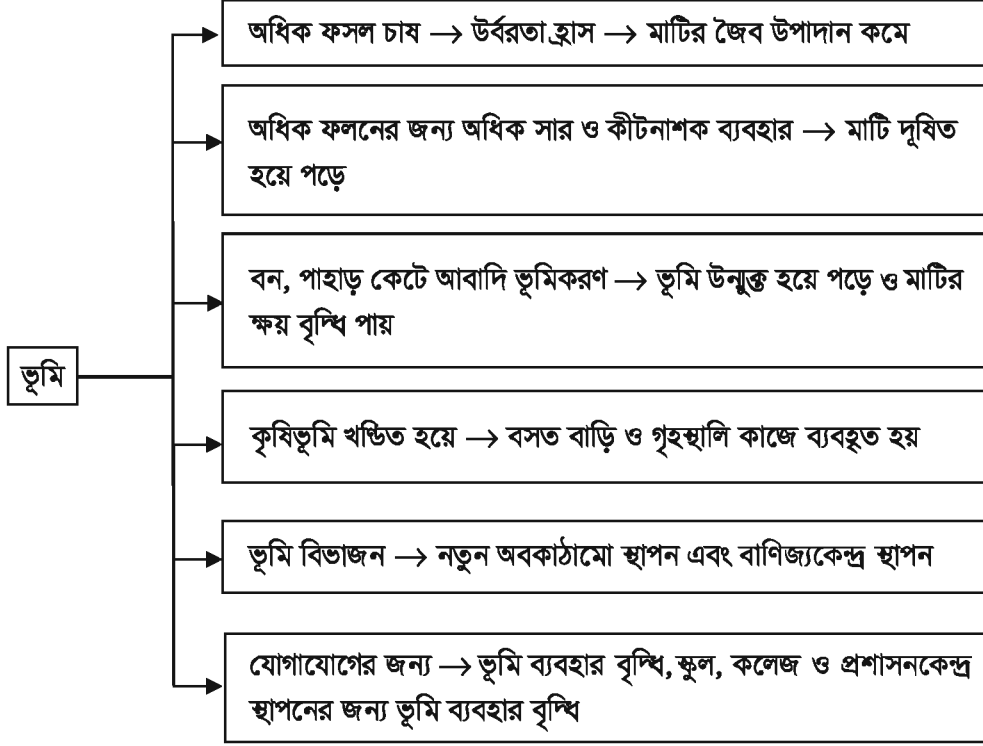 অধিক ফসল চাষ → উর্বরতা হ্রাস → মাটির জৈব উপাদান কমে
অধিক ফলনের জন্য অধিক সার ও কীটনাশক ব্যবহার → মাটি দূষিত
হয়ে পড়ে
বন, পাহাড় কেটে আবাদি ভূমিকরণ → ভূমি উন্মুক্ত হয়ে পড়ে ও মাটির
ক্ষয় বৃদ্ধি পায়
ভূমি
কৃষিভূমি খণ্ডিত হয়ে → বসত বাড়ি ও গৃহস্থালি কাজে ব্যবহৃত হয়
ভূমি বিভাজন → নতুন অবকাঠামো স্থাপন এবং বাণিজ্যকেন্দ্র স্থাপন
যোগাযোগের জন্য → ভূমি ব্যবহার বৃদ্ধি, স্কুল, কলেজ ও প্রশাসনকেন্দ্র
স্থাপনের জন্য ভূমি ব্যবহার বৃদ্ধি